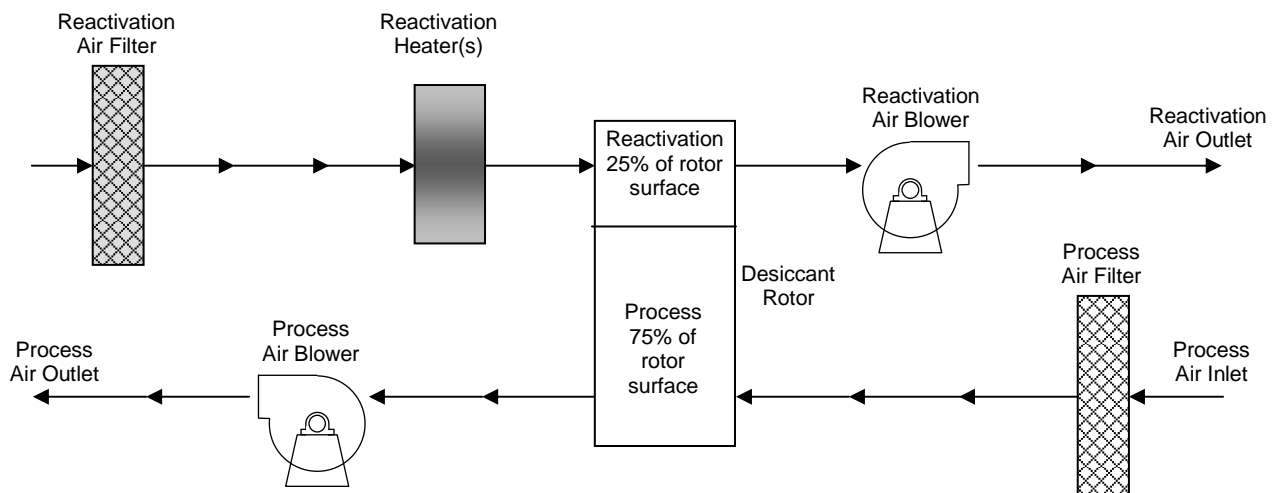 Reactivation
Air Filter
Reactivation
Heater(s)
Reactivation
25% of rotor
surface
Reactivation
Air Blower
Reactivation
Air Outlet
Desiccant
Rotor
Process
Air Filter
Process
75% of
rotor
surface
Process
Air Blower
Process
Air Outlet
Process
Air Inlet